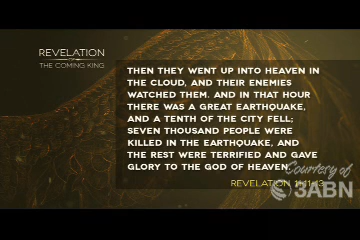 REVELATION
THE COMING KING
THEN THEY WENT UP INTO HEAVEN IN
THE CLOUD, AND THEIR ENEMIES
WATCHED THEM. AND IN THAT HOUR
THERE WAS A GREAT EARTHQUAKE,
AND A TENTH OF THE CITY FELL;
SEVEN THOUSAND PEOPLE WERE
KILLED IN THE EARTHQUAKE, AND
THE REST WERE TERRIFIED AND GAVE
GLORY TO THE GOD OF HEAVEN.
Courtesy of
3ABN
REVELATION